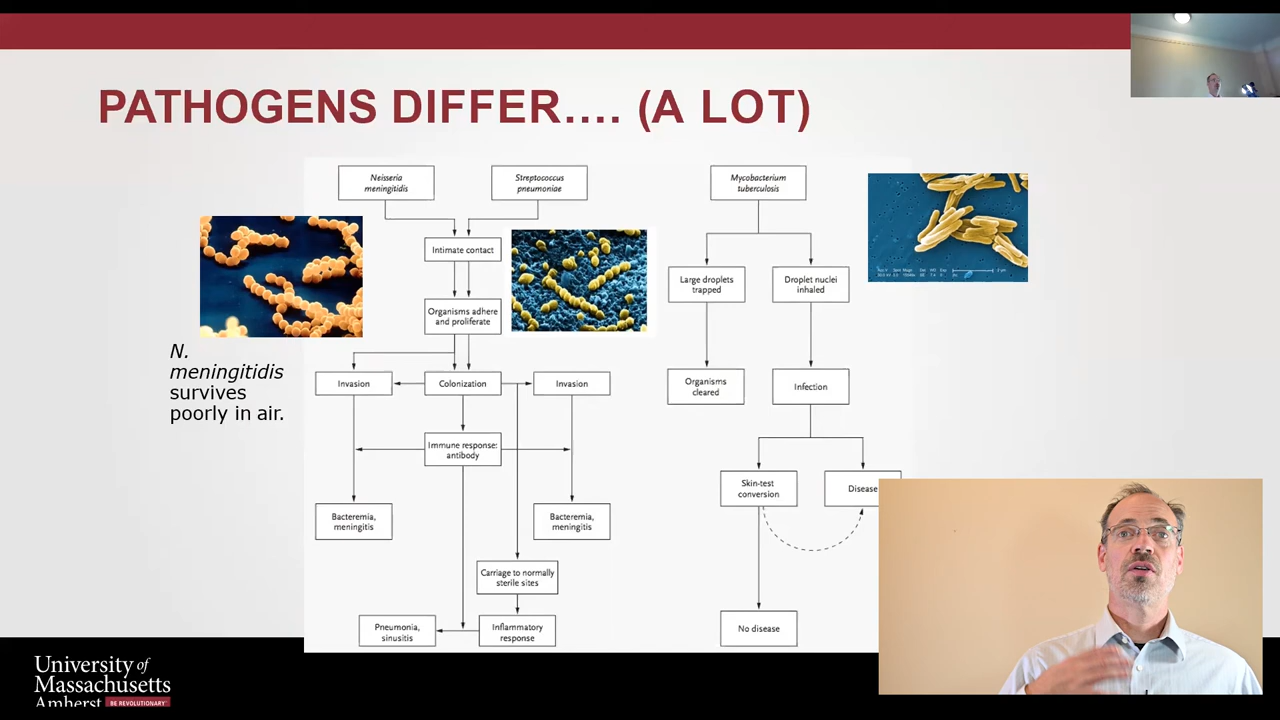 PATHOGENS DIFFER…. (A LOT)
Neisseria
meningitidis
Streptococcus
pneumoniae
Mycobacterium
tuberculosis
Intimate contact
Large droplets
trapped
Droplet nuclei
inhaled
Organisms adhere
and proliferate
N.
meningitidis
survives
poorly in air.
Invasion
Colonization
Invasion
Organisms
cleared
Infection
Immune response:
antibody
Skin-test
conversion
Disease
Bacteremia,
meningitis
Bacteremia,
meningitis
Carriage to normally
sterile sites
Pneumonia,
sinusitis
Inflammatory
response
No disease
University of
Massachusetts
Amherst BE REVOLUTIONARY